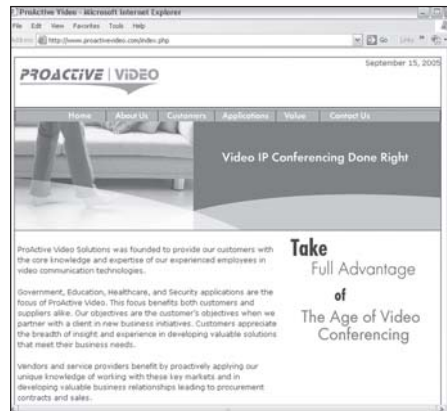 ProActive Video - Microsoft Internet Explorer
File Edit View Favorites Tools Help
http://www.proactivevideo.com/index.php Go Links
September 15, 2005
PROACTIVE | VIDEO
Home About Us Customers Applications Value Contact Us
Video IP Conferencing Done Right
ProActive Video Solutions was founded to provide our customers with
the core knowledge and expertise of our experienced employees in
video communication technologies.
Government, Education, Healthcare, and Security applications are the
focus of ProActive Video. This focus benefits both customers and
suppliers alike. Our objectives are the customer's objectives when we
partner with a client in new business initiatives. Customers appreciate
the breadth of insight and experience in developing valuable solutions
that meet their business needs.
Vendors and service providers benefit by proactively applying our
unique knowledge of working with these key markets and in
developing valuable business relationships leading to procurement
contracts and sales.
Take
Full Advantage
of
The Age of Video
Conferencing